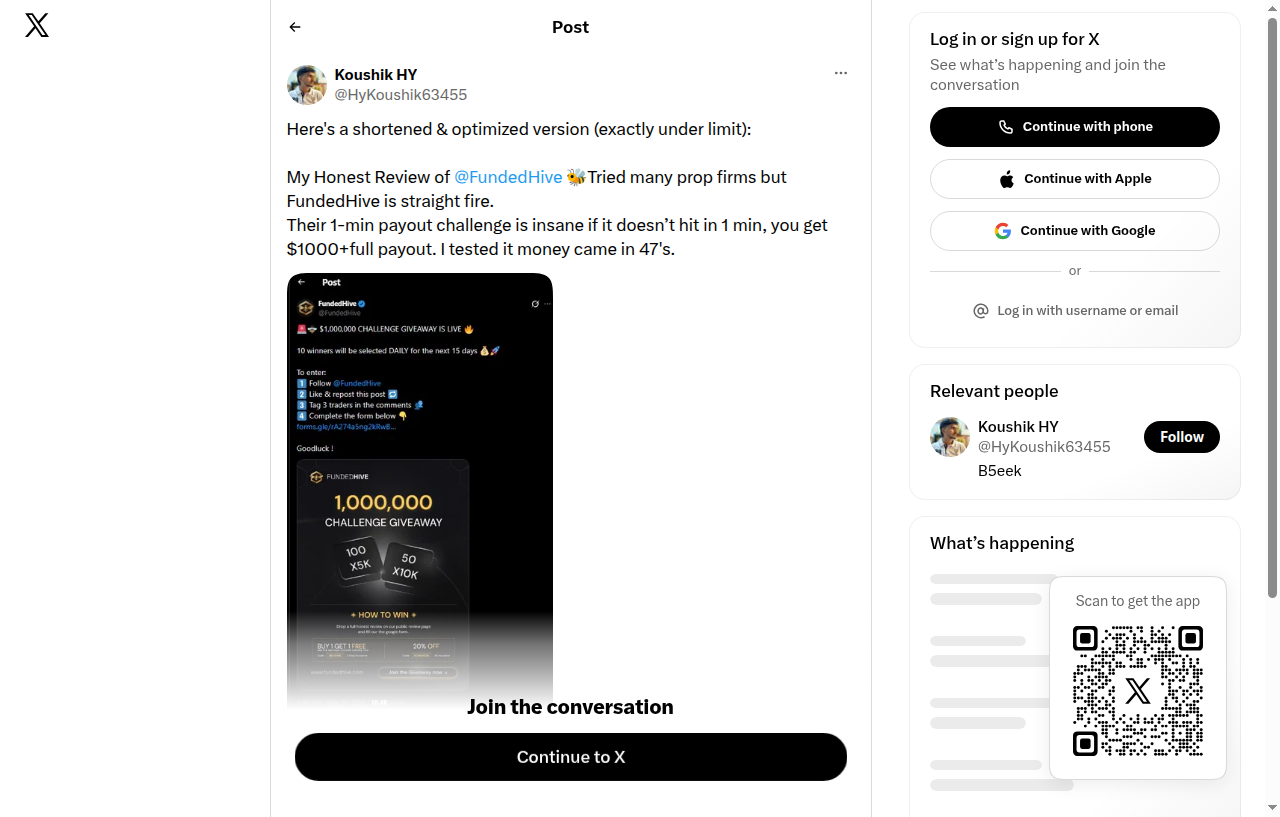 Post
Koushik HY
@HyKoushik63455
Here's a shortened & optimized version (exactly under limit):
My Honest Review of @FundedHive 🐝Tried many prop firms but
FundedHive is straight fire.
Their 1-min payout challenge is insane if it doesn’t hit in 1 min, you get
$1000+full payout. I tested it money came in 47's.
Post
FundedHive
@FundedHive
🚨 $1,000,000 CHALLENGE GIVEAWAY IS LIVE 🔥
10 winners will be selected DAILY for the next 15 days 💰🚀
To enter:
1 Follow @FundedHive
2 Like & repost this post 🔁
3 Tag 3 traders in the comments 👥
4 Complete the form below 👇
Goodluck !
FUNDEDHIVE
1,000,000
CHALLENGE GIVEAWAY
100
X5K
50
X10K
HOW TO WIN
BUY 1 GET 1 FREE
20% OFF
Join the conversation
Continue to X
Log in or sign up for X
See what’s happening and join the
conversation
Continue with phone
Continue with Apple
Continue with Google
or
Log in with username or email
Relevant people
Koushik HY
@HyKoushik63455
Follow
B5eek
What’s happening
Scan to get the app